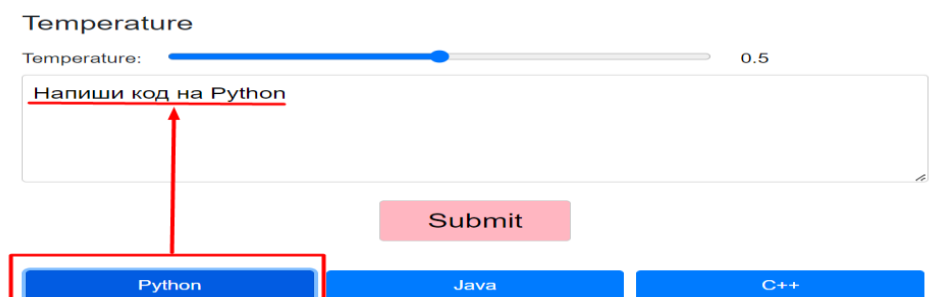 Temperature
Temperature: 0.5
Напиши код на Python
Submit
Python Java C++